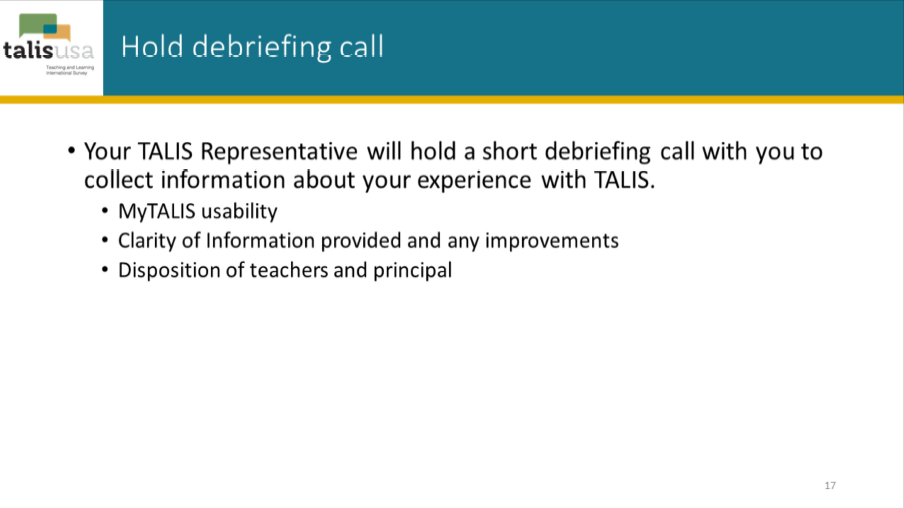 talisusa
Teaching and Learning
International Survey
Hold debriefing call
• Your TALIS Representative will hold a short debriefing call with you to
collect information about your experience with TALIS.
• MyTALIS usability
• Clarity of Information provided and any improvements
• Disposition of teachers and principal
17